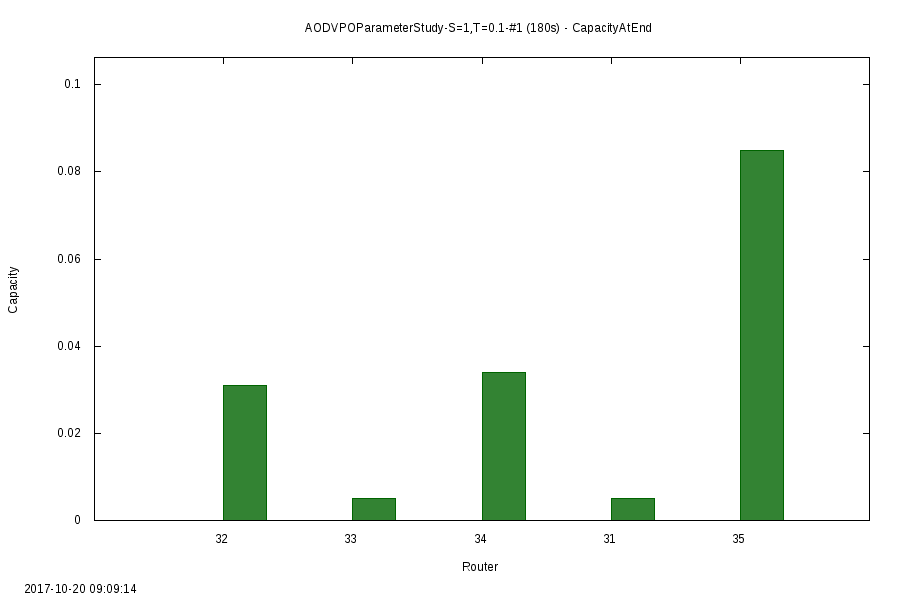 AODVPOParameterStudy-S=1,T=0.1-#1 (180s) - CapacityAtEnd
0.1
0.08
0.06
0.04
0.02
0
Capacity
32 33 34 31 35
Router
2017-10-20 09:09:14